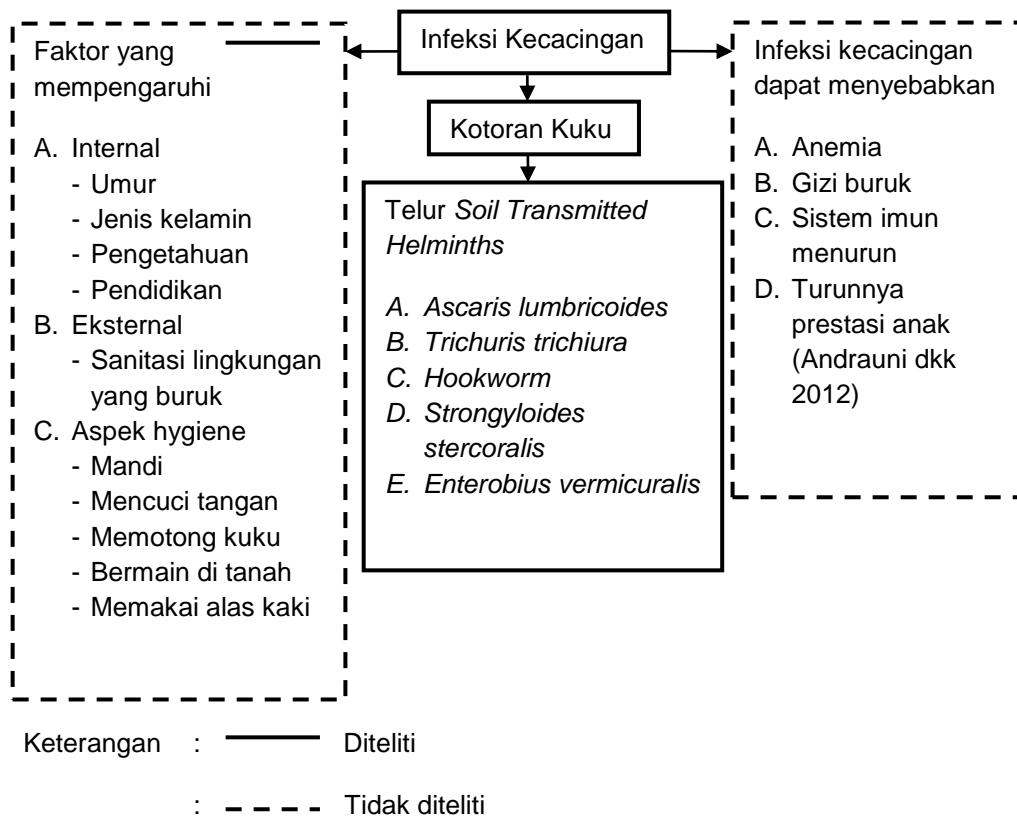 Infeksi Kecacingan
Faktor yang
mempengaruhi
A. Internal
- Umur
- Jenis kelamin
- Pengetahuan
- Pendidikan
B. Eksternal
- Sanitasi lingkungan
yang buruk
C. Aspek hygiene
- Mandi
- Mencuci tangan
- Memotong kuku
- Bermain di tanah
- Memakai alas kaki
Kotoran Kuku
Telur Soil Transmitted
Helminths
A. Ascaris lumbricoides
B. Trichuris trichiura
C. Hookworm
D. Strongyloides
stercoralis
E. Enterobius vermicuralis
Infeksi kecacingan
dapat menyebabkan
A. Anemia
B. Gizi buruk
C. Sistem imun
menurun
D. Turunnya
prestasi anak
(Andrauni dkk
2012)
Keterangan : Diteliti
: Tidak diteliti